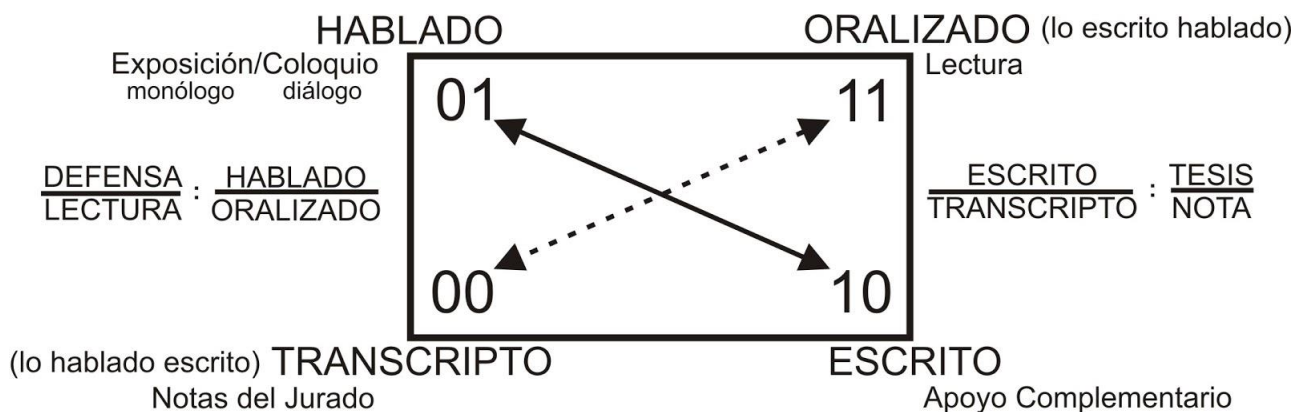 HABLADO
ORALIZADO (lo escrito hablado)
Exposición/Coloquio
monólogo diálogo
Lectura
01
11
DEFENSA : HABLADO
LECTURA ORALIZADO
ESCRITO : TESIS
TRANSCRIPTO NOTA
00
10
(lo hablado escrito) TRANSCRIPTO
ESCRITO
Notas del Jurado
Apoyo Complementario